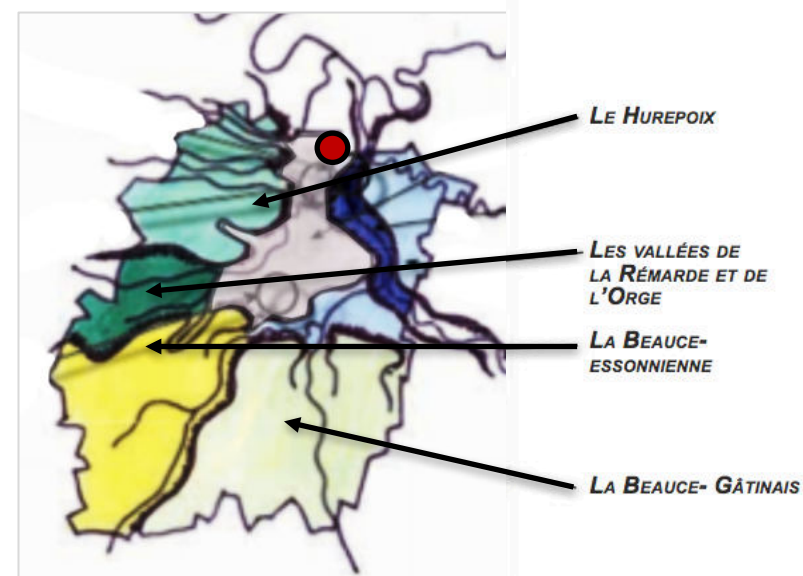 LE HUREPOIX
LES VALLÉES DE
LA RÉMARDE ET DE
L'ORGE
LA BEAUCE-
ESSONNIENNE
LA BEAUCE- GÂTINAIS